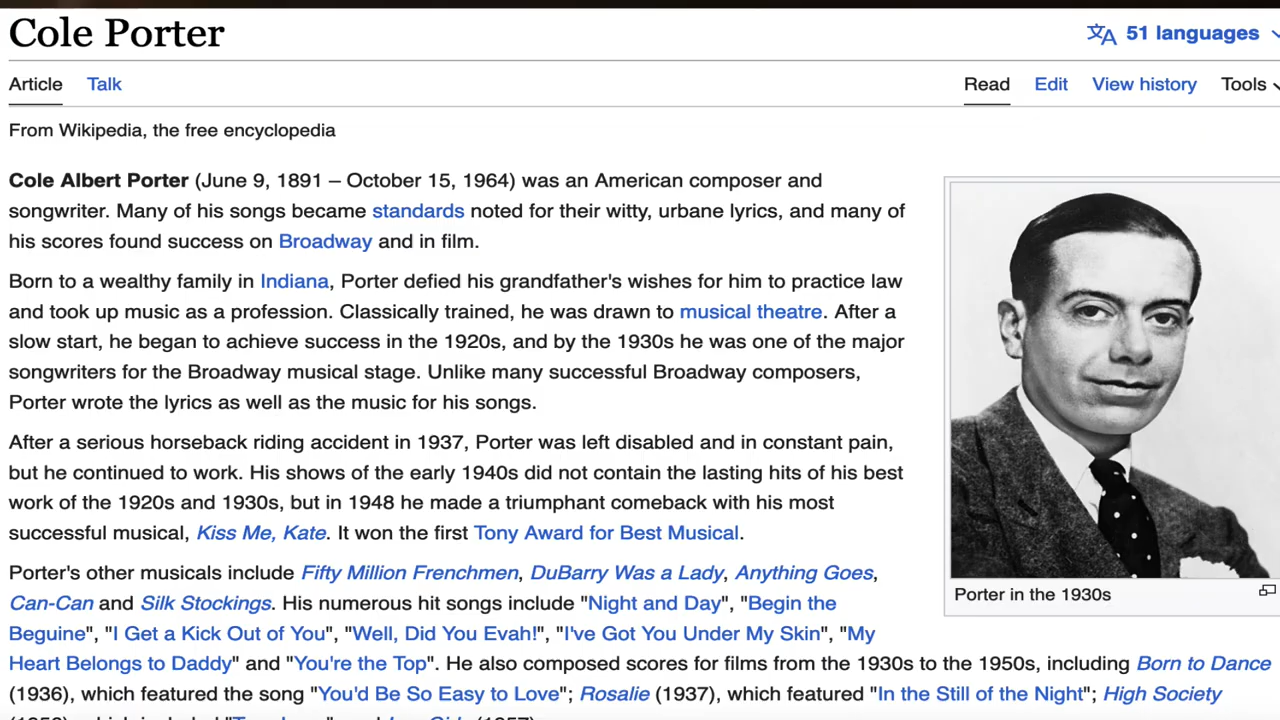 Cole Porter
51 languages
Article Talk
Read Edit View history Tools
From Wikipedia, the free encyclopedia
Cole Albert Porter (June 9, 1891 – October 15, 1964) was an American composer and
songwriter. Many of his songs became standards noted for their witty, urbane lyrics, and many of
his scores found success on Broadway and in film.
Born to a wealthy family in Indiana, Porter defied his grandfather's wishes for him to practice law
and took up music as a profession. Classically trained, he was drawn to musical theatre. After a
slow start, he began to achieve success in the 1920s, and by the 1930s he was one of the major
songwriters for the Broadway musical stage. Unlike many successful Broadway composers,
Porter wrote the lyrics as well as the music for his songs.
After a serious horseback riding accident in 1937, Porter was left disabled and in constant pain,
but he continued to work. His shows of the early 1940s did not contain the lasting hits of his best
work of the 1920s and 1930s, but in 1948 he made a triumphant comeback with his most
successful musical, Kiss Me, Kate. It won the first Tony Award for Best Musical.
Porter's other musicals include Fifty Million Frenchmen, DuBarry Was a Lady, Anything Goes,
Can-Can and Silk Stockings. His numerous hit songs include "Night and Day", "Begin the
Beguine", "I Get a Kick Out of You", "Well, Did You Evah!", "I've Got You Under My Skin", "My
Heart Belongs to Daddy" and "You're the Top". He also composed scores for films from the 1930s to the 1950s, including Born to Dance
(1936), which featured the song "You'd Be So Easy to Love"; Rosalie (1937), which featured "In the Still of the Night"; High Society
Porter in the 1930s